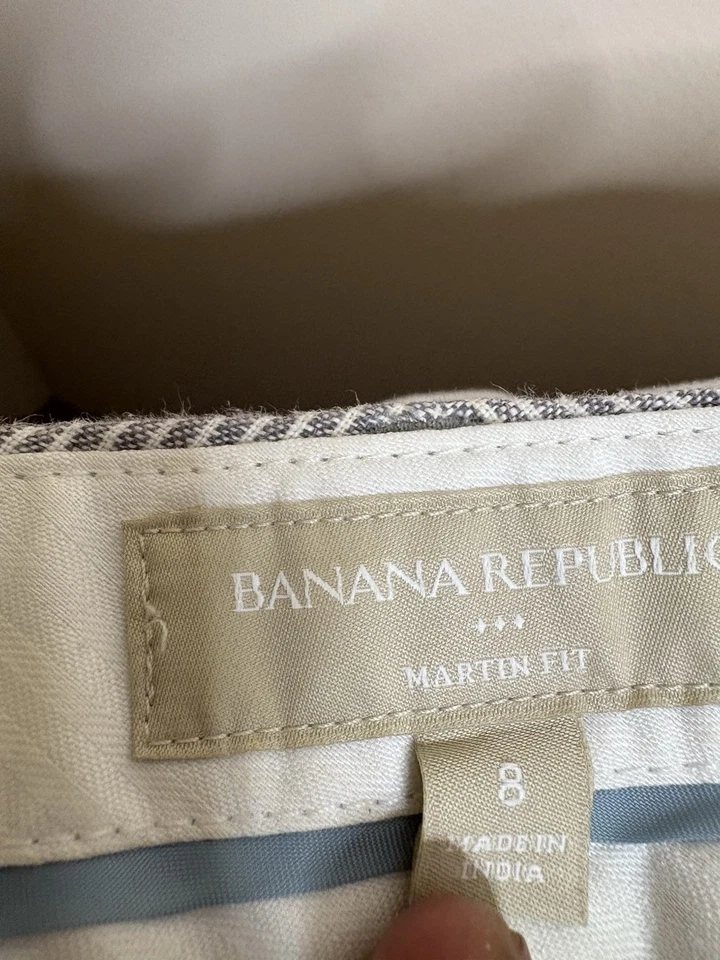 BANANA REPUBLIC
MARTIN FIT
8
MADE IN
INDIA